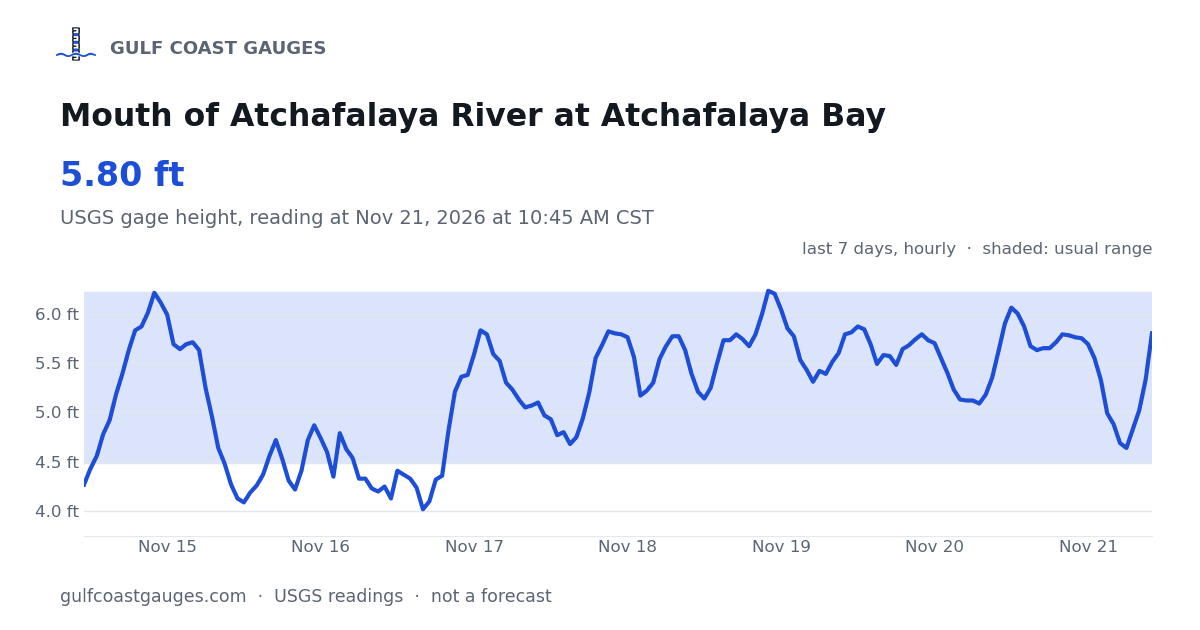 GULF COAST GAUGES
Mouth of Atchafalaya River at Atchafalaya Bay
5.80 ft
USGS gage height, reading at Nov 21, 2026 at 10:45 AM CST
last 7 days, hourly · shaded: usual range
6.0 ft
5.5 ft
5.0 ft
4.5 ft
4.0 ft
Nov 15 Nov 16 Nov 17 Nov 18 Nov 19 Nov 20 Nov 21
gulfcoastgauges.com · USGS readings · not a forecast